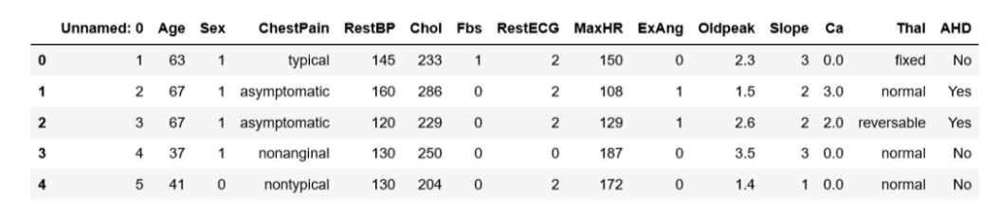 Unnamed: 0 Age Sex ChestPain RestBP Chol Fbs RestECG MaxHR ExAng Oldpeak Slope Ca Thal AHD
0 1 63 1 typical 145 233 1 2 150 0 2.3 3 0.0 fixed No
1 2 67 1 asymptomatic 160 286 0 2 108 1 1.5 2 3.0 normal Yes
2 3 67 1 asymptomatic 120 229 0 2 129 1 2.6 2 2.0 reversable Yes
3 4 37 1 nonanginal 130 250 0 0 187 0 3.5 3 0.0 normal No
4 5 41 0 nontypical 130 204 0 2 172 0 1.4 1 0.0 normal No